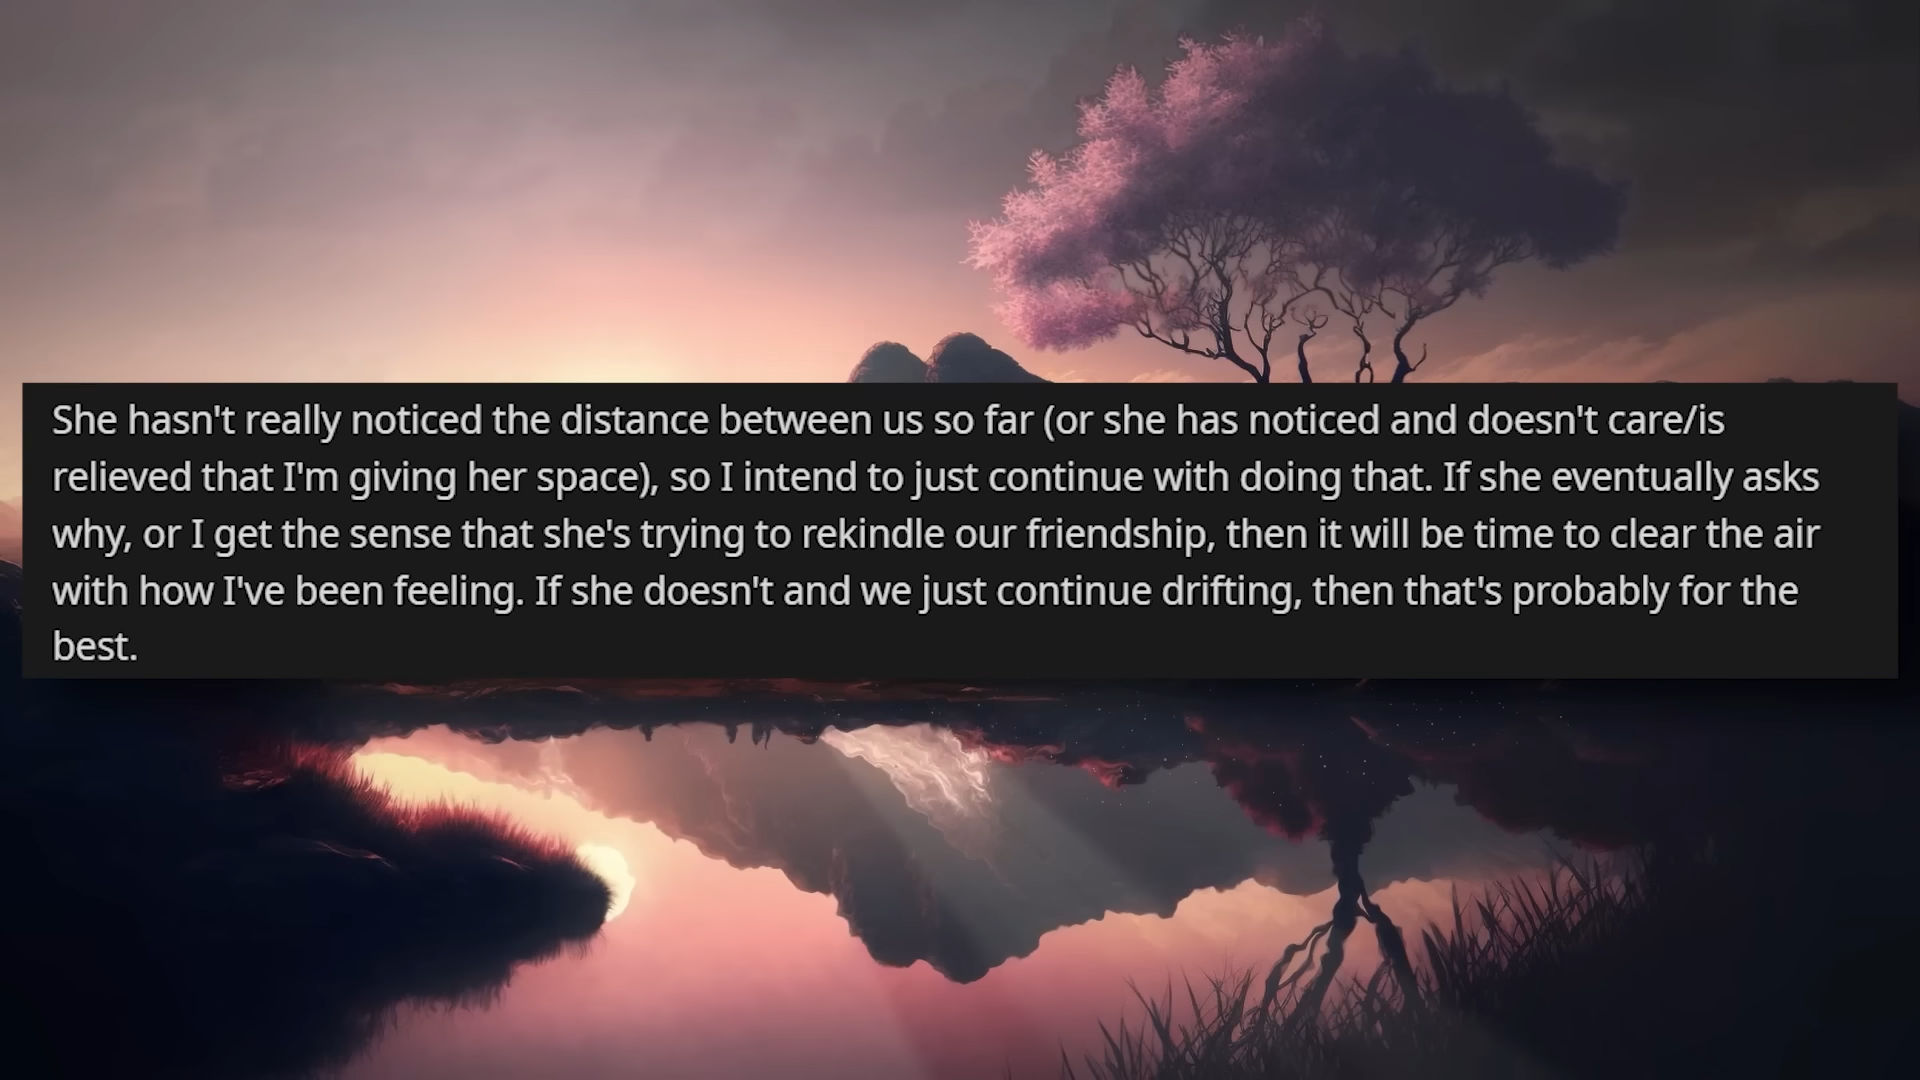 She hasn't really noticed the distance between us so far (or she has noticed and doesn't care/is
relieved that I'm giving her space), so I intend to just continue with doing that. If she eventually asks
why, or I get the sense that she's trying to rekindle our friendship, then it will be time to clear the air
with how I've been feeling. If she doesn't and we just continue drifting, then that's probably for the
best.